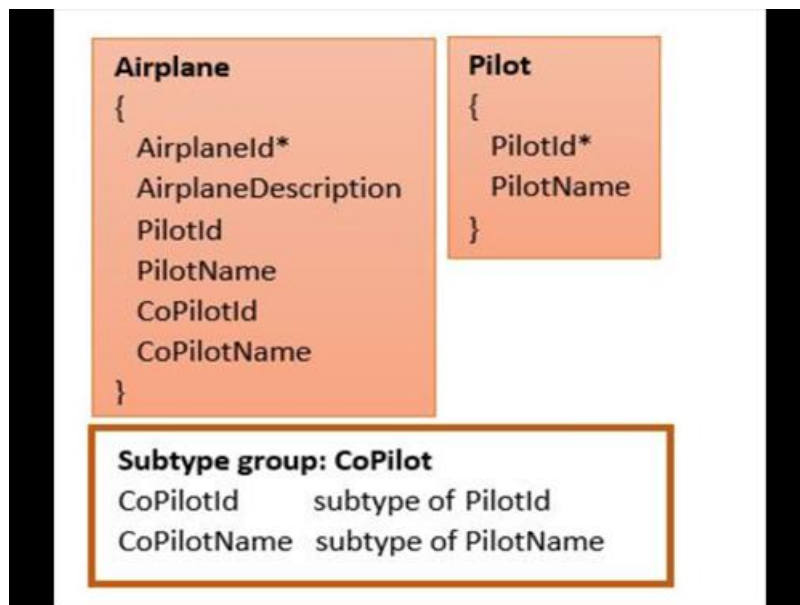 Airplane
{
AirplaneId*
AirplaneDescription
PilotId
PilotName
CoPilotId
CoPilotName
}
Pilot
{
PilotId*
PilotName
}
Subtype group: CoPilot
CoPilotId subtype of PilotId
CoPilotName subtype of PilotName